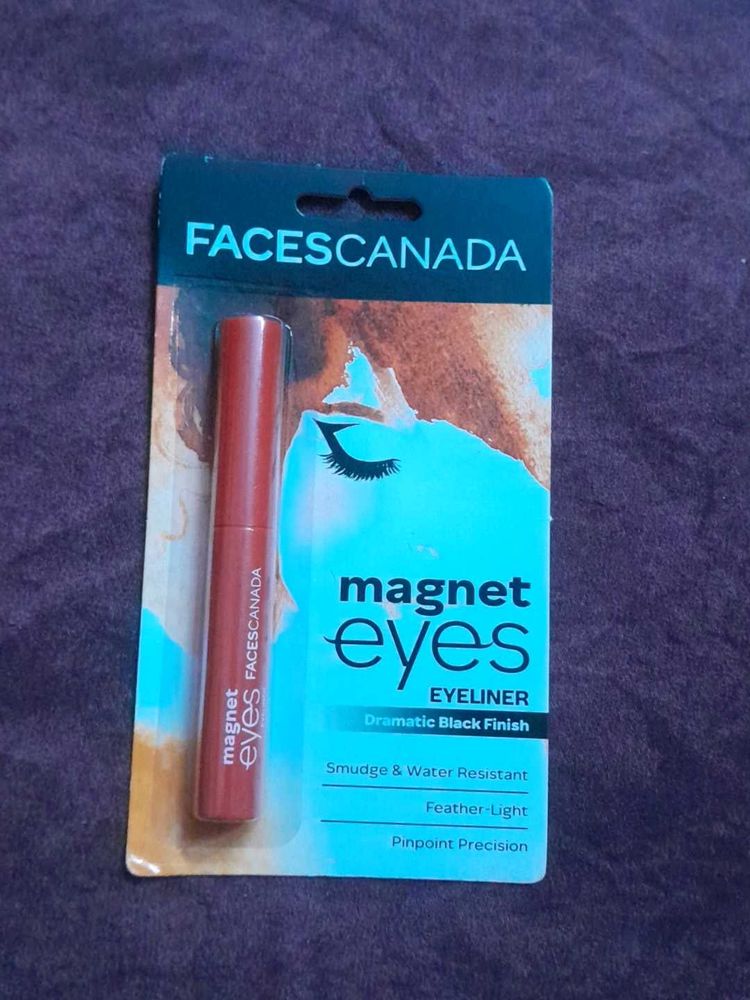 FACESCANADA
magnet
eyes
EYELINER
Dramatic Black Finish
Smudge & Water Resistant
Feather-Light
Pinpoint Precision
magnet
eyes
FACESCANADA